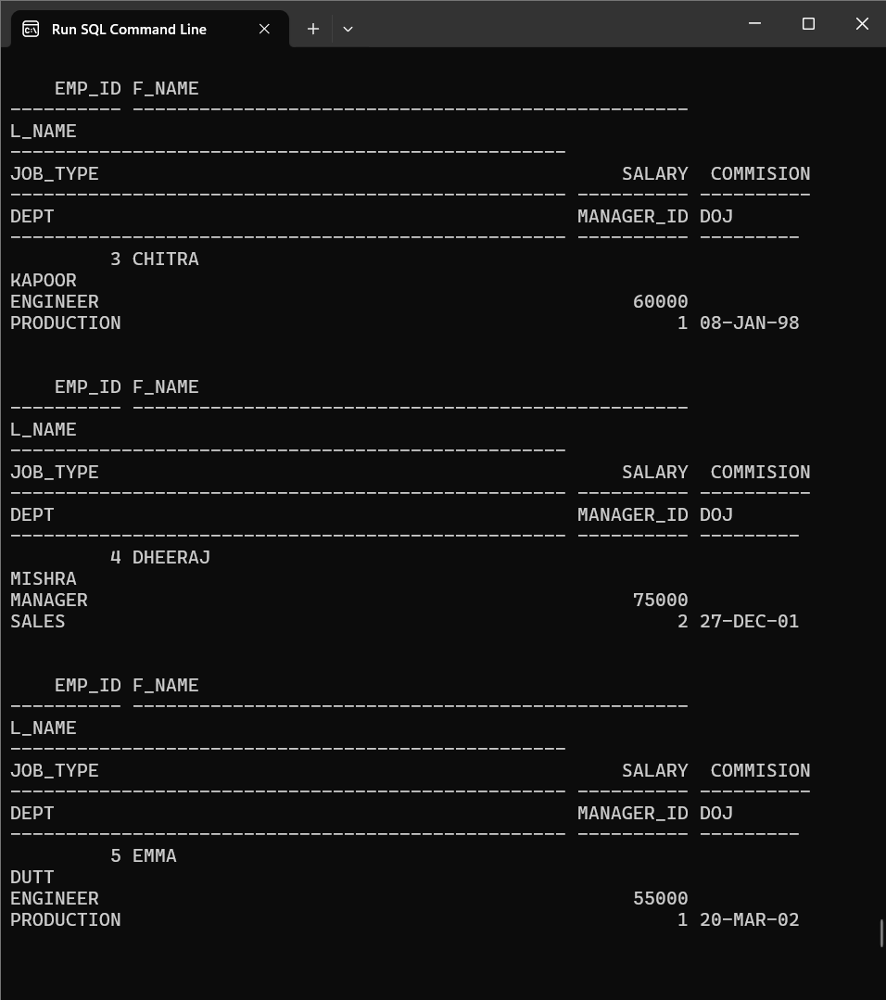 Run SQL Command Line
EMP_ID F_NAME
---------- --------------------------------------------------
L_NAME
--------------------------------------------------
JOB_TYPE SALARY COMMISION
-------------------------------------------------- ---------- ----------
DEPT MANAGER_ID DOJ
-------------------------------------------------- ---------- ---------
3 CHITRA
KAPOOR
ENGINEER 60000
PRODUCTION 1 08-JAN-98
EMP_ID F_NAME
---------- --------------------------------------------------
L_NAME
--------------------------------------------------
JOB_TYPE SALARY COMMISION
-------------------------------------------------- ---------- ----------
DEPT MANAGER_ID DOJ
-------------------------------------------------- ---------- ---------
4 DHEERAJ
MISHRA
MANAGER 75000
SALES 2 27-DEC-01
EMP_ID F_NAME
---------- --------------------------------------------------
L_NAME
--------------------------------------------------
JOB_TYPE SALARY COMMISION
-------------------------------------------------- ---------- ----------
DEPT MANAGER_ID DOJ
-------------------------------------------------- ---------- ---------
5 EMMA
DUTT
ENGINEER 55000
PRODUCTION 1 20-MAR-02